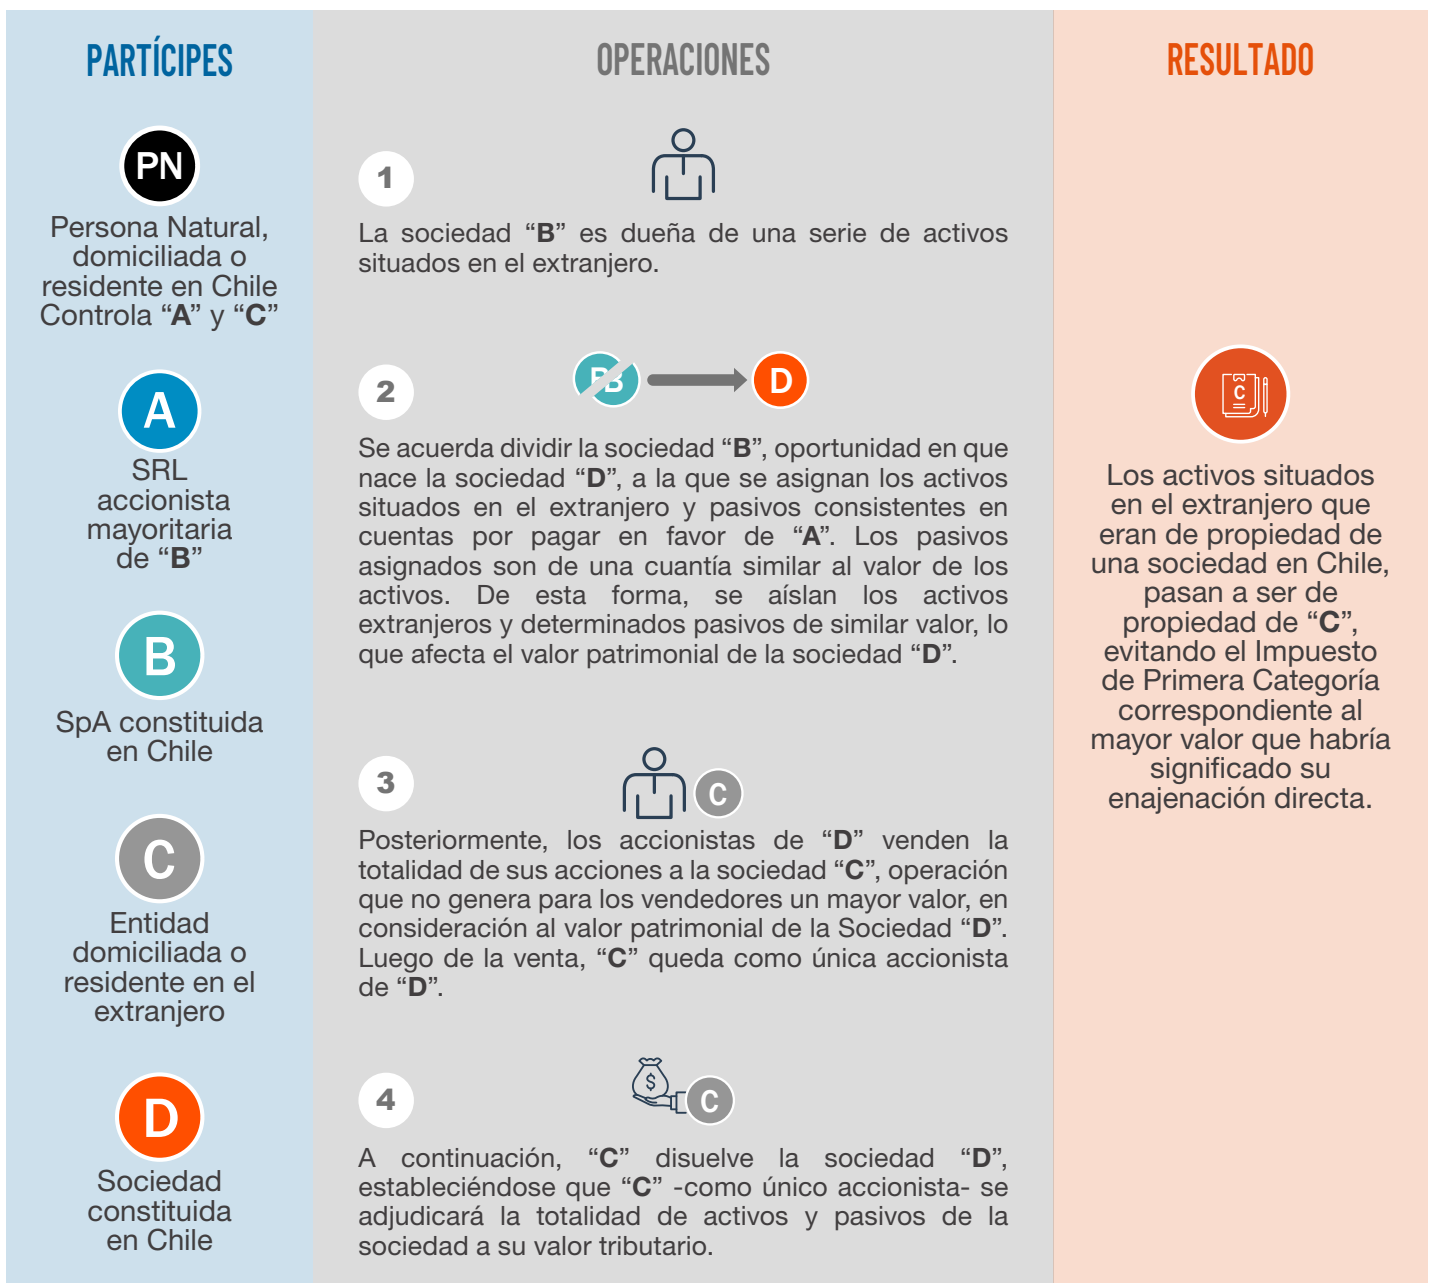 PARTÍCIPES
PN
Persona Natural,
domiciliada o
residente en Chile
Controla “A” y “C”
A
SRL
accionista
mayoritaria
de “B”
B
SpA constituida
en Chile
C
Entidad
domiciliada o
residente en el
extranjero
D
Sociedad
constituida
en Chile
OPERACIONES
1
La sociedad “B” es dueña de una serie de activos
situados en el extranjero.
2
D
Se acuerda dividir la sociedad “B”, oportunidad en que
nace la sociedad “D”, a la que se asignan los activos
situados en el extranjero y pasivos consistentes en
cuentas por pagar en favor de “A”. Los pasivos
asignados son de una cuantía similar al valor de los
activos. De esta forma, se aíslan los activos
extranjeros y determinados pasivos de similar valor, lo
que afecta el valor patrimonial de la sociedad “D”.
3
C
Posteriormente, los accionistas de “D” venden la
totalidad de sus acciones a la sociedad “C”, operación
que no genera para los vendedores un mayor valor, en
consideración al valor patrimonial de la Sociedad “D”.
Luego de la venta, “C” queda como única accionista
de “D”.
4
$
C
A continuación, “C” disuelve la sociedad “D”,
estableciéndose que “C” -como único accionista- se
adjudicará la totalidad de activos y pasivos de la
sociedad a su valor tributario.
RESULTADO
C
Los activos situados
en el extranjero que
eran de propiedad de
una sociedad en Chile,
pasan a ser de
propiedad de “C”,
evitando el Impuesto
de Primera Categoría
correspondiente al
mayor valor que habría
significado su
enajenación directa.